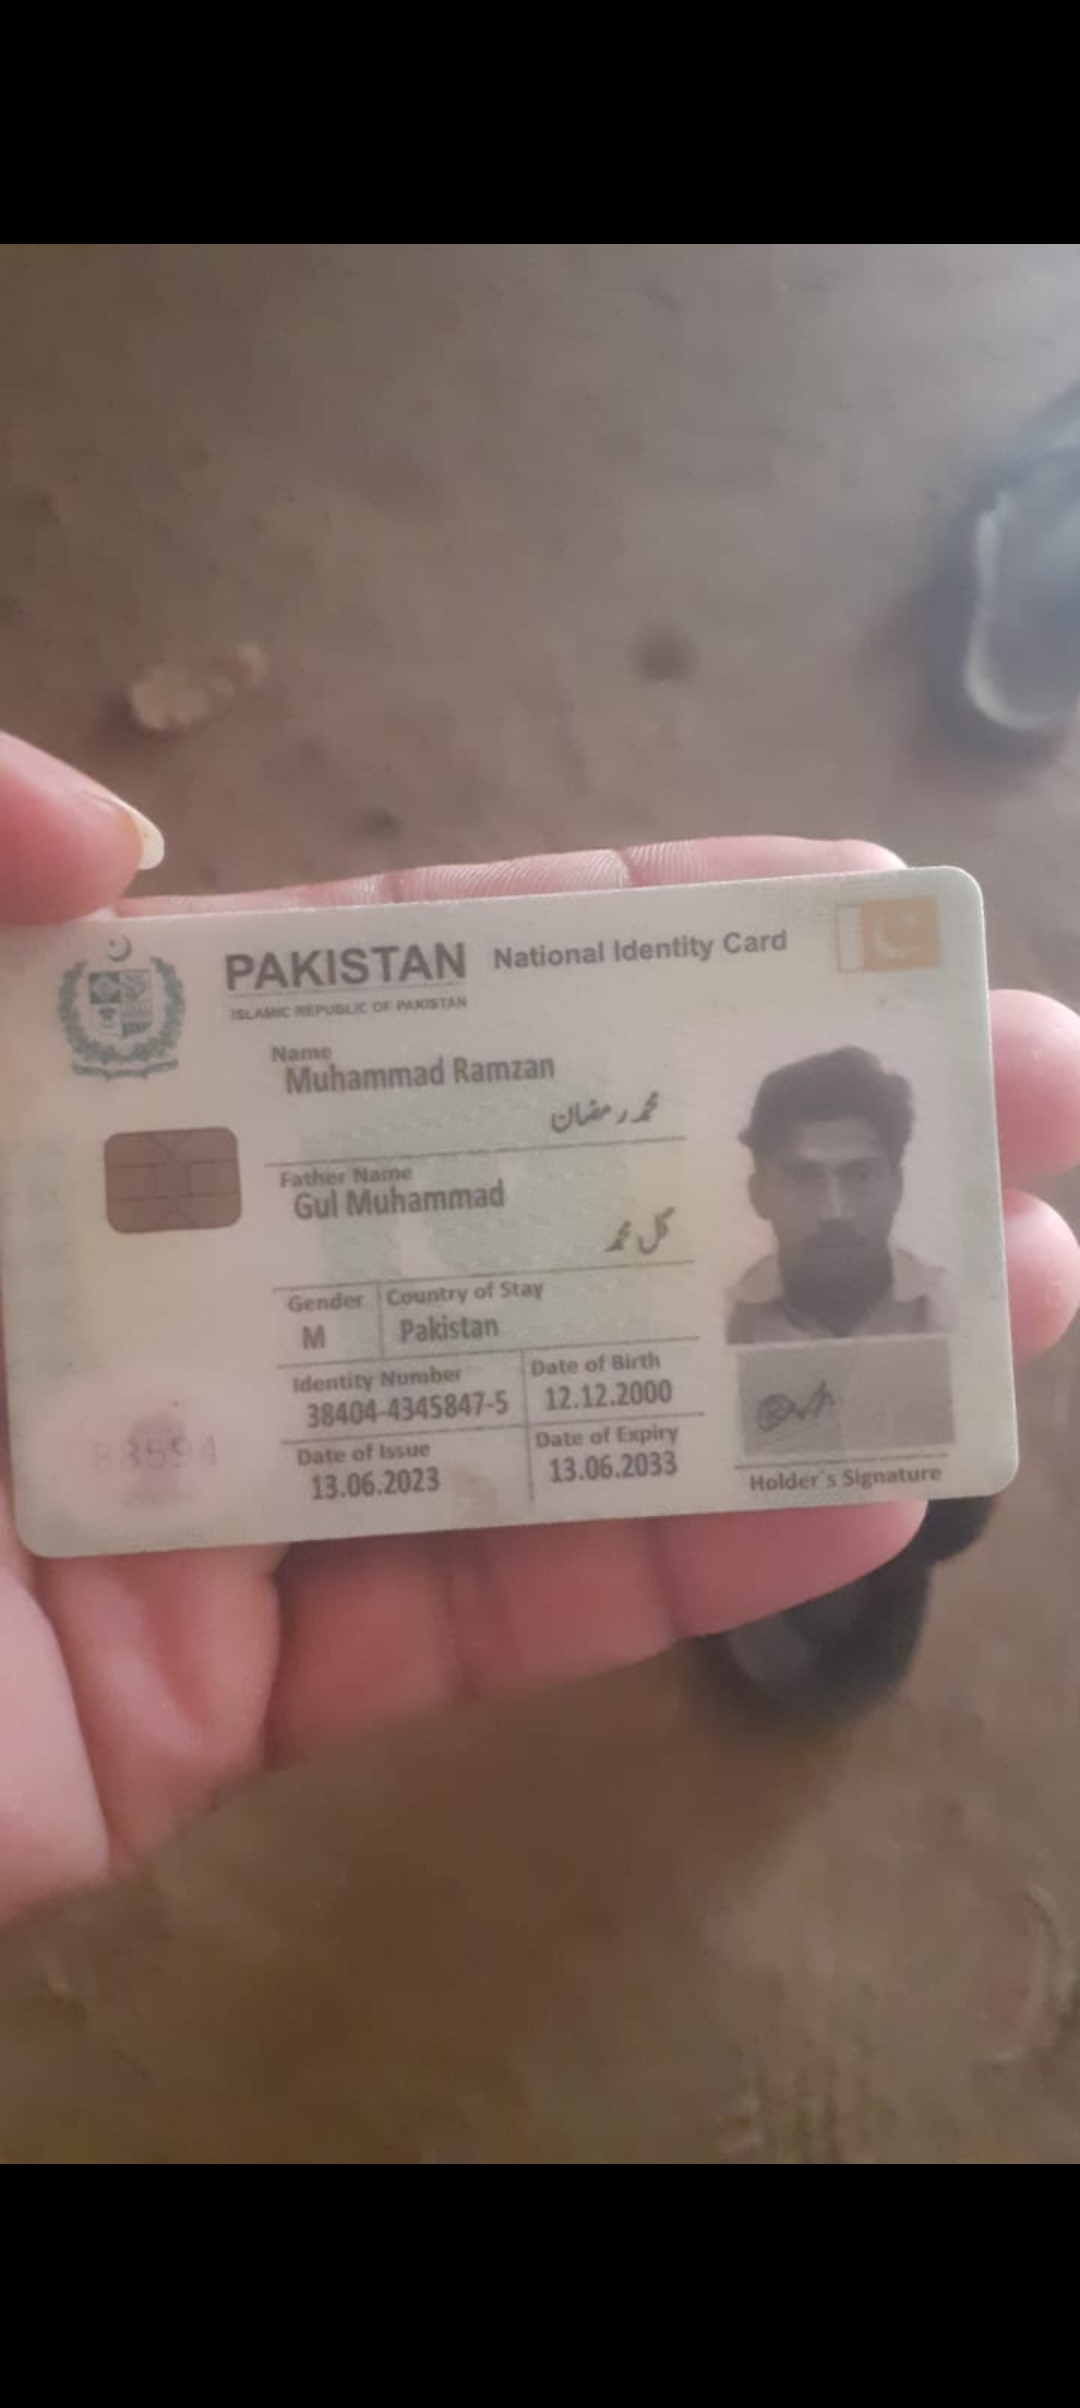 PAKISTAN National Identity Card
ISLAMIC REPUBLIC OF PAKISTAN
Name
Muhammad Ramzan
محمد رمضان
Father Name
Gul Muhammad
گل محمد
Gender Country of Stay
M Pakistan
Identity Number Date of Birth
38404-4345847-5 12.12.2000
Date of Issue Date of Expiry
13.06.2023 13.06.2033
Holder's Signature